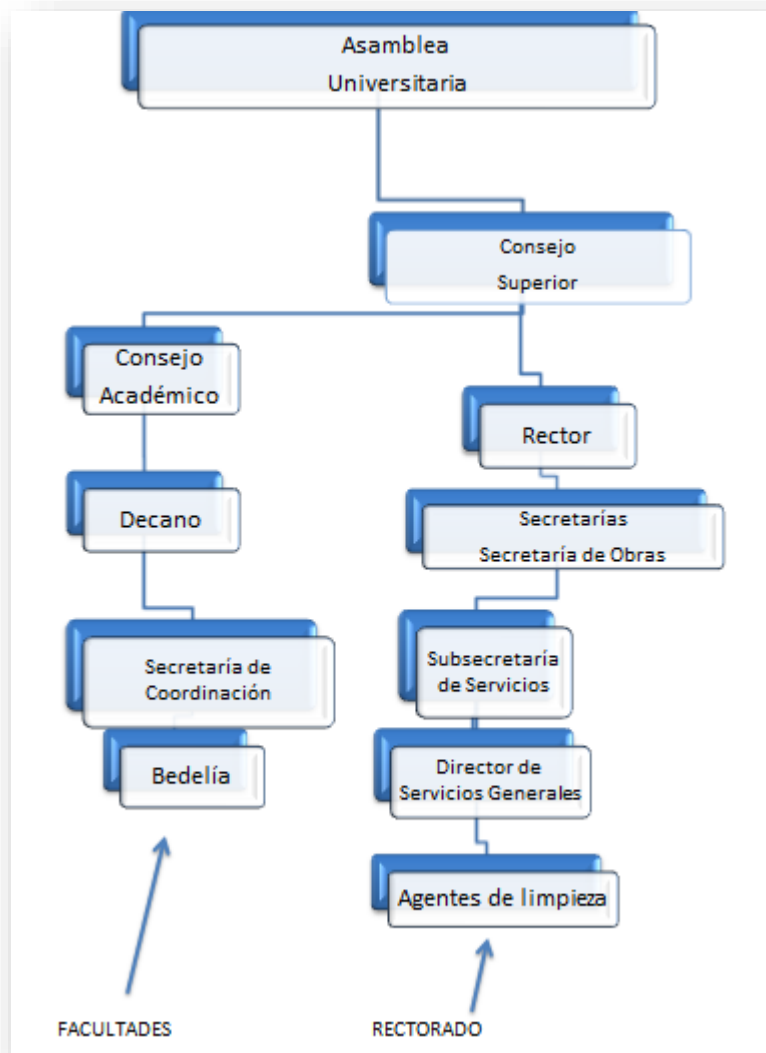 Asamblea
Universitaria
Consejo
Superior
Consejo
Académico
Rector
Decano
Secretarías
Secretaría de Obras
Secretaría de
Coordinación
Subsecretaría
de Servicios
Bedelía
Director de
Servicios Generales
Agentes de limpieza
FACULTADES
RECTORADO